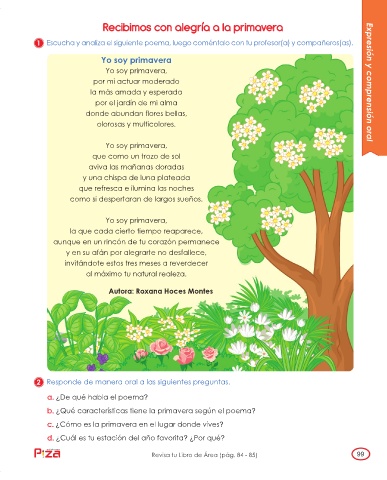 Recibimos con alegría a la primavera
1 Escucha y analiza el siguiente poema, luego coméntalo con tu profesor(a) y compañeros(as).
Yo soy primavera
Yo soy primavera,
por mi actuar moderado
la más amada y esperada
por el jardín de mi alma
donde abundan flores bellas,
olorosas y multicolores.
Yo soy primavera,
que como un trozo de sol
aviva las mañanas doradas
y una chispa de luna plateada
que refresca e ilumina las noches
como si despertaran de largos sueños.
Yo soy primavera,
la que cada cierto tiempo reaparece,
aunque en un rincón de tu corazón permanece
y en su afán por alegrarte no desfallece,
invitándote estos tres meses a reverdecer
al máximo tu natural realeza.
Autora: Roxana Hoces Montes
Expresión y comprensión oral
2 Responde de manera oral a las siguientes preguntas.
a. ¿De qué habla el poema?
b. ¿Qué características tiene la primavera según el poema?
c. ¿Cómo es la primavera en el lugar donde vives?
d. ¿Cuál es tu estación del año favorita? ¿Por qué?
Piza
Revisa tu Libro de Área (pág. 84 - 85)
99